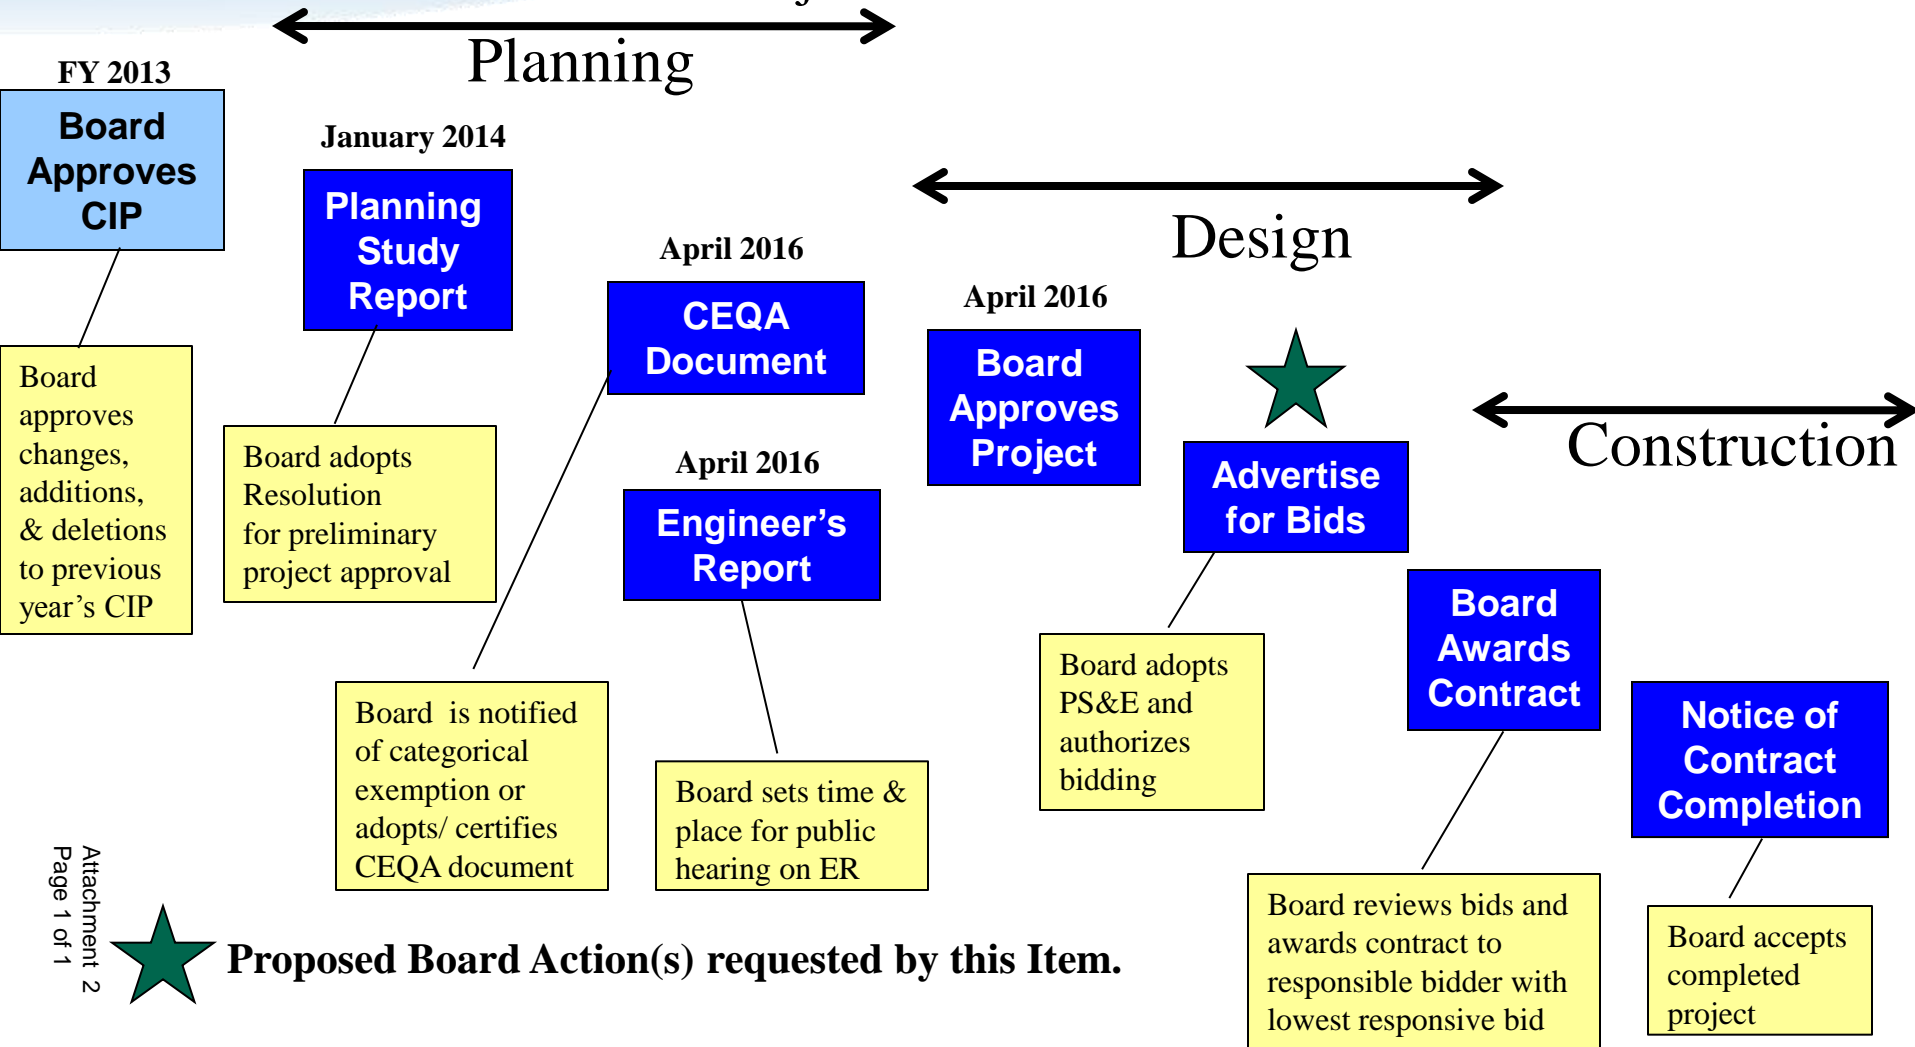 Planning
FY 2013
Board
Approves
CIP
Board
approves
changes,
additions,
& deletions
to previous
year’s CIP
January 2014
Planning
Study
Report
Board adopts
Resolution
for preliminary
project approval
April 2016
CEQA
Document
Board is notified
of categorical
exemption or
adopts/ certifies
CEQA document
April 2016
Engineer’s
Report
Board sets time &
place for public
hearing on ER
Design
April 2016
Board
Approves
Project
Advertise
for Bids
Board adopts
PS&E and
authorizes
bidding
Construction
Board
Awards
Contract
Board reviews bids and
awards contract to
responsible bidder with
lowest responsive bid
Notice of
Contract
Completion
Board accepts
completed
project
Proposed Board Action(s) requested by this Item.
Attachment 2
Page 1 of 1